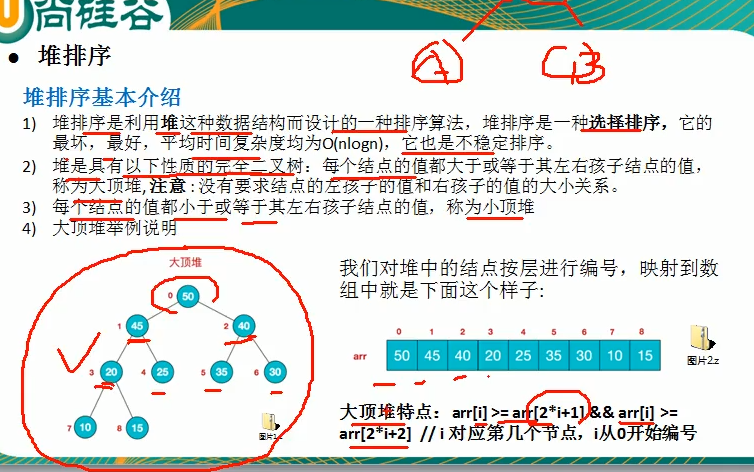 尚硅谷
A B
● 堆排序
堆排序基本介绍
1) 堆排序是利用堆这种数据结构而设计的一种排序算法，堆排序是一种选择排序，它的
最坏，最好，平均时间复杂度均为O(nlogn)，它也是不稳定排序。
2) 堆是具有以下性质的完全二叉树：每个结点的值都大于或等于其左右孩子结点的值，
称为大顶堆, 注意 : 没有要求结点的左孩子的值和右孩子的值的大小关系。
3) 每个结点的值都小于或等于其左右孩子结点的值，称为小顶堆
4) 大顶堆举例说明
大顶堆
0 50
1 45 2 40
3 20 4 25 5 35 6 30
7 10 8 15
图片1.z
我们对堆中的结点按层进行编号，映射到数
组中就是下面这个样子:
0 1 2 3 4 5 6 7 8
arr 50 45 40 20 25 35 30 10 15
图片2.z
大顶堆特点：arr[i] >= arr[2*i+1] && arr[i] >=
arr[2*i+2] // i 对应第几个节点，i从0开始编号